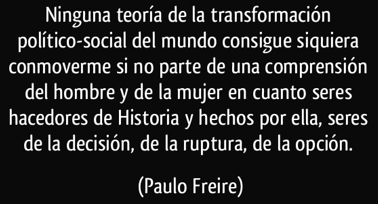 Ninguna teoría de la transformación
político-social del mundo consigue siquiera
conmoverme si no parte de una comprensión
del hombre y de la mujer en cuanto seres
hacedores de Historia y hechos por ella, seres
de la decisión, de la ruptura, de la opción.
(Paulo Freire)